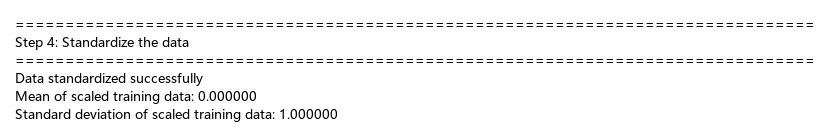 ================================================================================
Step 4: Standardize the data
================================================================================
Data standardized successfully
Mean of scaled training data: 0.000000
Standard deviation of scaled training data: 1.000000